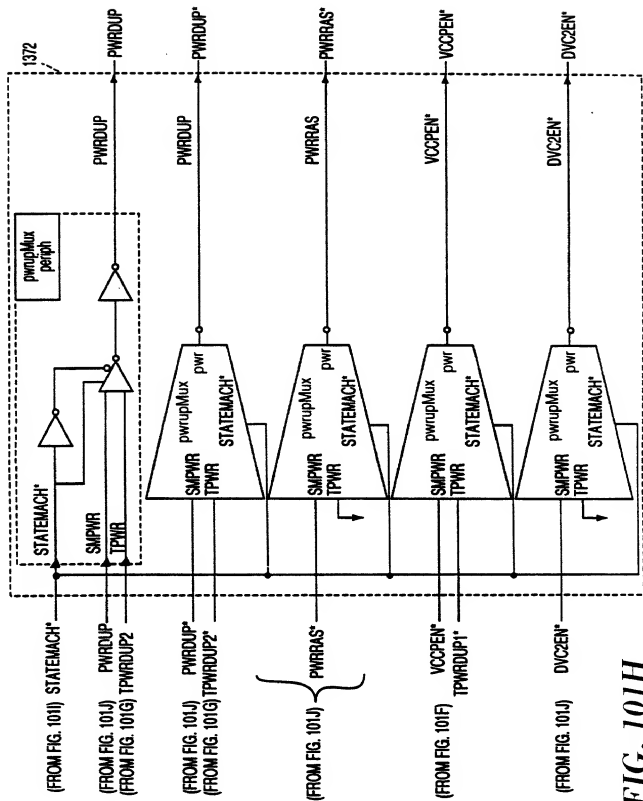 1372
(FROM FIG. 101I) STATEMACH*
STATEMACH*
pwrupMux
periph
(FROM FIG. 101J) PWRDUP
SMPWR
PWRDUP
PWRDUP
(FROM FIG. 101G) TPWRDUP2
TPWR
(FROM FIG. 101J) PWRDUP*
SMPWR
pwrupMux
pwr
PWRDUP
PWRDUP*
(FROM FIG. 101G) TPWRDUP2*
TPWR
STATEMACH*
(FROM FIG. 101J)
PWRRAS*
SMPWR
pwrupMux
pwr
PWRRAS*
PWRRAS*
TPWR
STATEMACH*
(FROM FIG. 101F)
VCCPEN*
SMPWR
pwrupMux
pwr
VCCPEN*
VCCPEN*
TPWRDUP1*
TPWR
STATEMACH*
(FROM FIG. 101J)
DVC2EN*
SMPWR
pwrupMux
pwr
DVC2EN*
DVC2EN*
TPWR
STATEMACH*
FIG. 101H